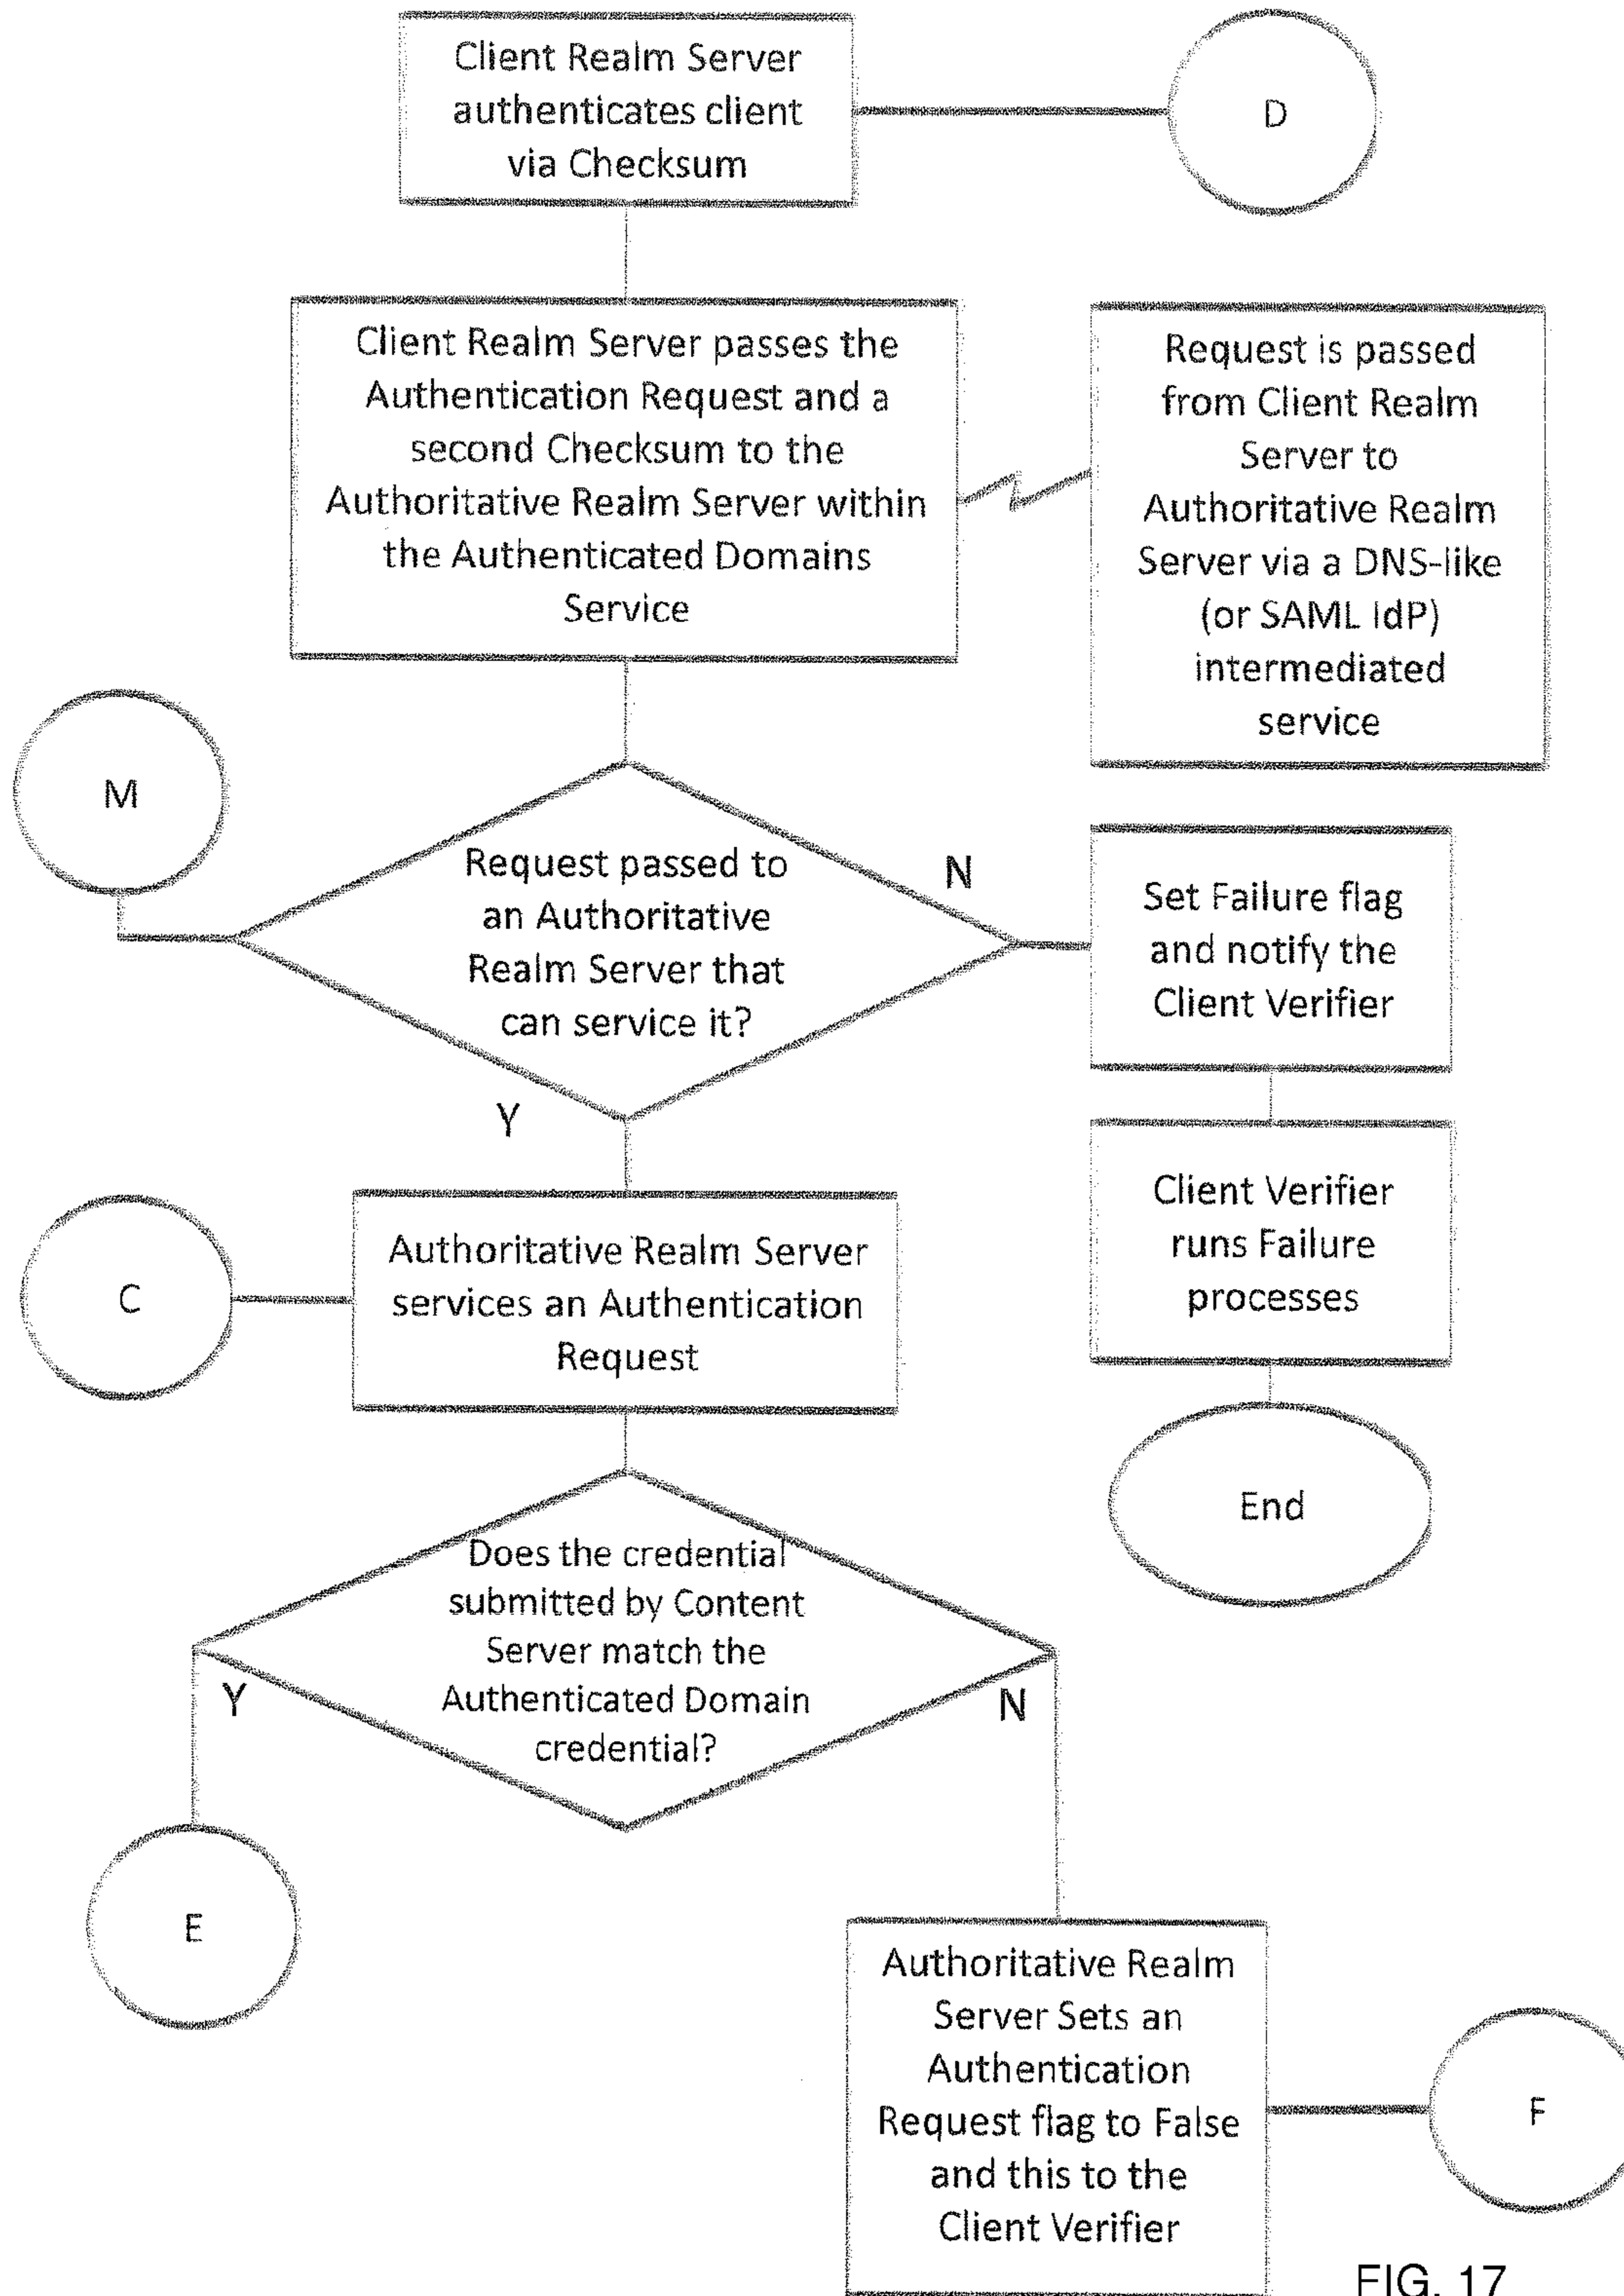 Client Realm Server
authenticates client
via Checksum
D
Client Realm Server passes the
Authentication Request and a
second Checksum to the
Authoritative Realm Server within
the Authenticated Domains
Service
Request is passed
from Client Realm
Server to
Authoritative Realm
Server via a DNS-like
(or SAML IdP)
intermediated
service
M
Request passed to
an Authoritative
Realm Server that
can service it?
N
Y
Set Failure flag
and notify the
Client Verifier
Client Verifier
runs Failure
processes
End
C
Authoritative Realm Server
services an Authentication
Request
Does the credential
submitted by Content
Server match the
Authenticated Domain
credential?
Y
N
E
Authoritative Realm
Server Sets an
Authentication
Request flag to False
and this to the
Client Verifier
F
FIG. 17